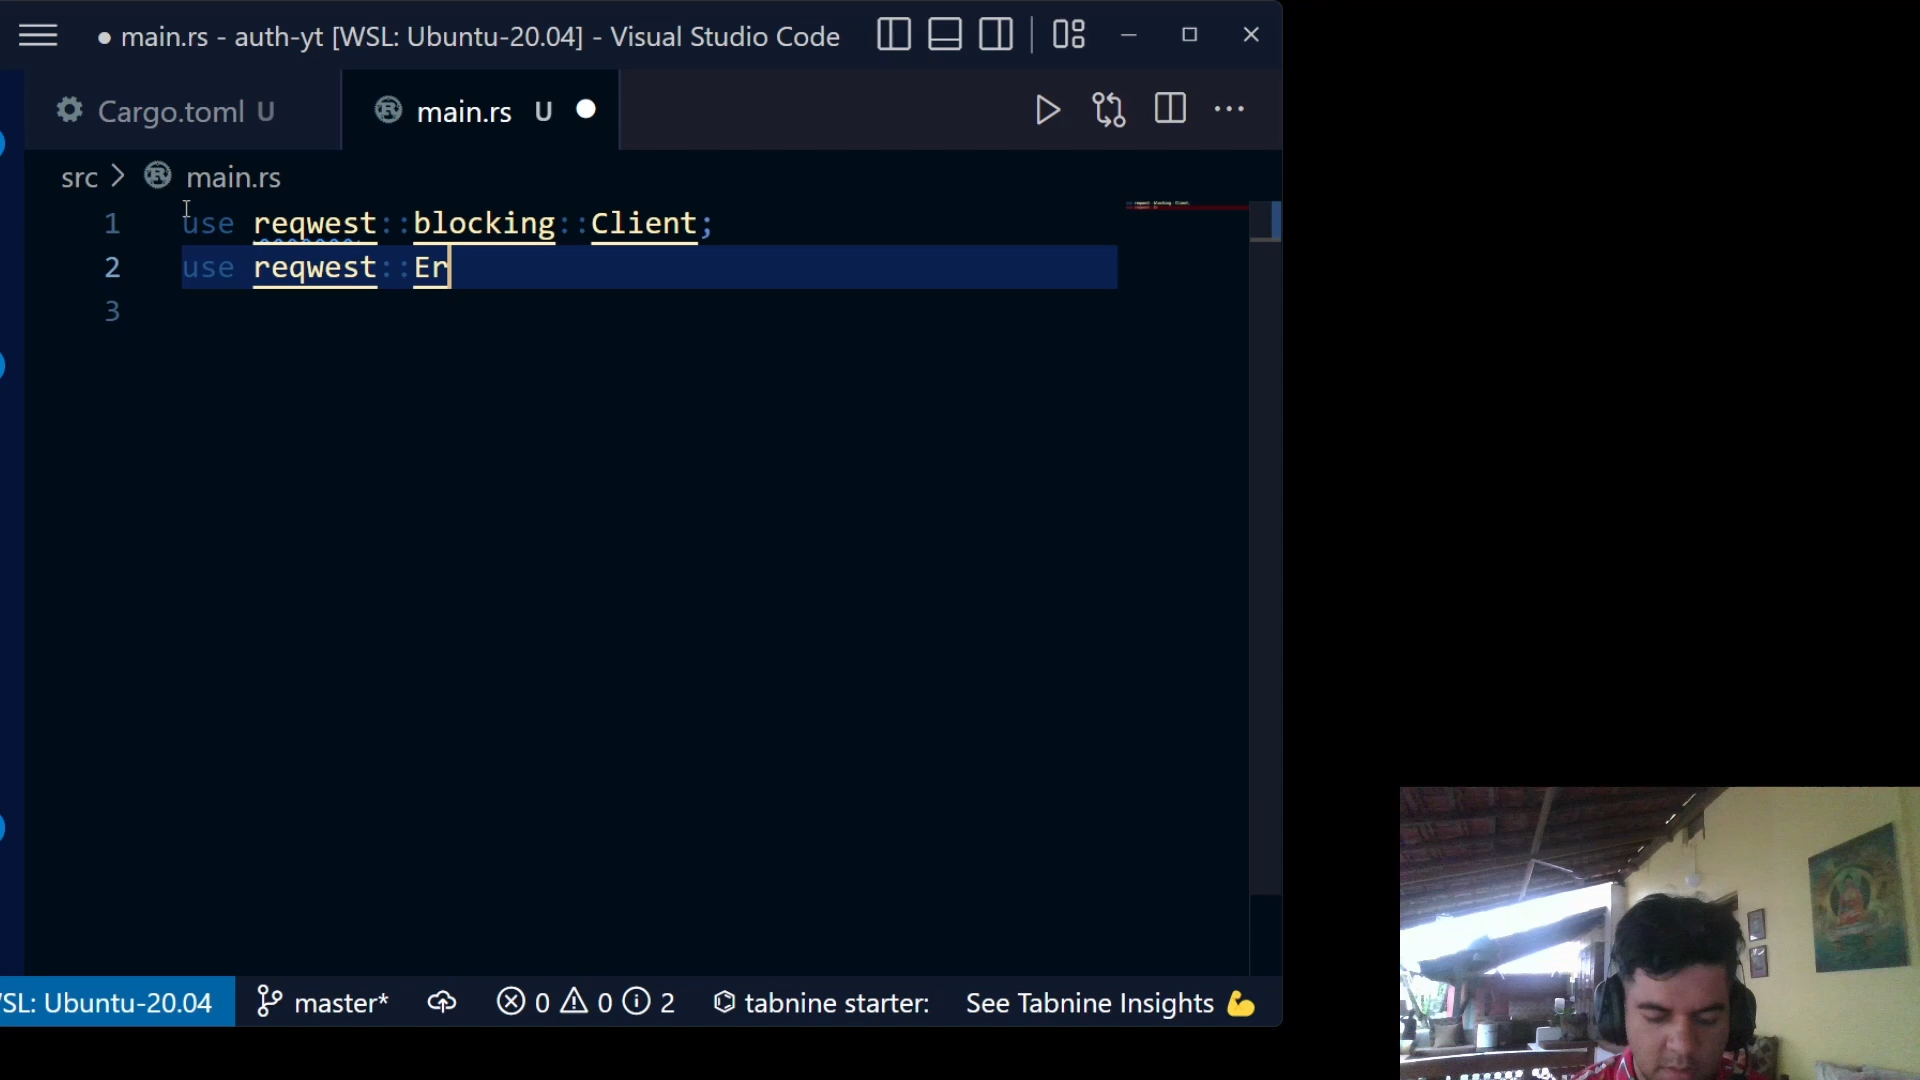 main.rs - auth-yt [WSL: Ubuntu-20.04] - Visual Studio Code
Cargo.toml U
main.rs U
src > main.rs
1 use reqwest::blocking::Client;
2 use reqwest::Er
3
SL: Ubuntu-20.04 master* 0 0 2 tabnine starter: See Tabnine Insights 💪